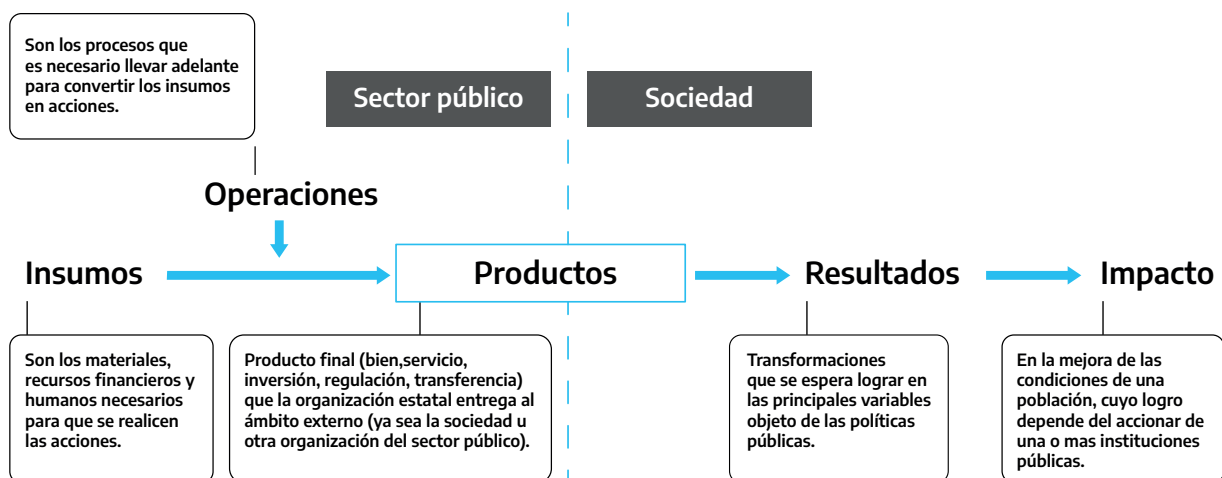 Son los procesos que
es necesario llevar adelante
para convertir los insumos
en acciones.
Sector público
Sociedad
Operaciones
Insumos
Productos
Resultados
Impacto
Son los materiales,
recursos financieros y
humanos necesarios
para que se realicen
las acciones.
Producto final (bien,servicio,
inversión, regulación, transferencia)
que la organización estatal entrega al
ámbito externo (ya sea la sociedad u
otra organización del sector público).
Transformaciones
que se espera lograr en
las principales variables
objeto de las políticas
públicas.
En la mejora de las
condiciones de una
población, cuyo logro
depende del accionar de
una o mas instituciones
públicas.